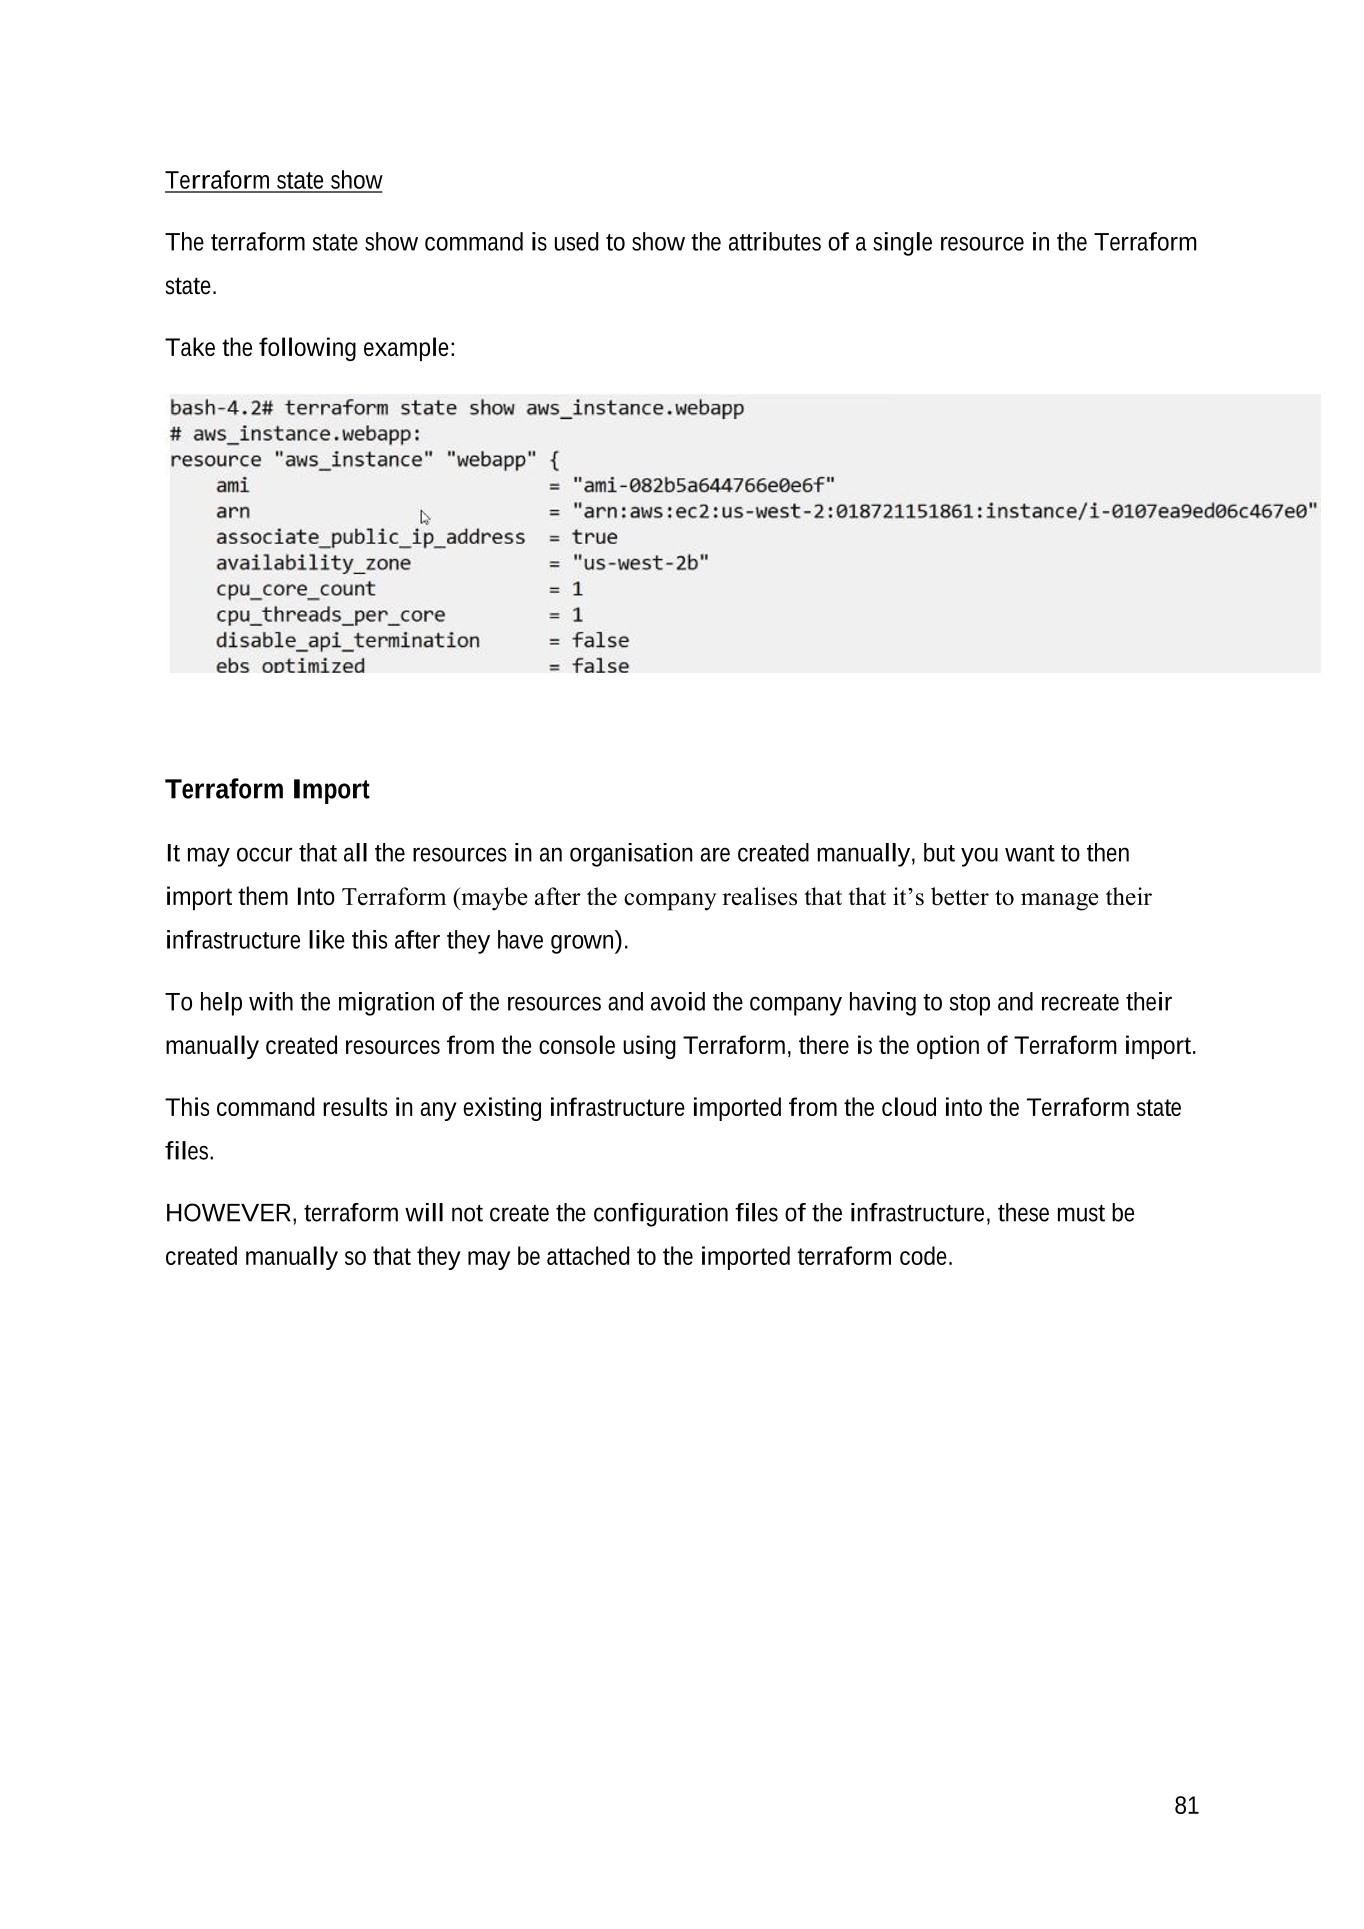 Terraform state show
The terraform state show command is used to show the attributes of a single resource in the Terraform
state.
Take the following example:
bash-4.2# terraform state show aws_instance.webapp
# aws_instance.webapp:
resource "aws_instance" "webapp" {
    ami                          = "ami-082b5a644766e0e6f"
    arn                          = "arn:aws:ec2:us-west-2:018721151861:instance/i-0107ea9ed06c467e0"
    associate_public_ip_address  = true
    availability_zone            = "us-west-2b"
    cpu_core_count               = 1
    cpu_threads_per_core         = 1
    disable_api_termination      = false
    ebs_optimized                = false
Terraform Import
It may occur that all the resources in an organisation are created manually, but you want to then
import them Into Terraform (maybe after the company realises that that it’s better to manage their
infrastructure like this after they have grown).
To help with the migration of the resources and avoid the company having to stop and recreate their
manually created resources from the console using Terraform, there is the option of Terraform import.
This command results in any existing infrastructure imported from the cloud into the Terraform state
files.
HOWEVER, terraform will not create the configuration files of the infrastructure, these must be
created manually so that they may be attached to the imported terraform code.
81